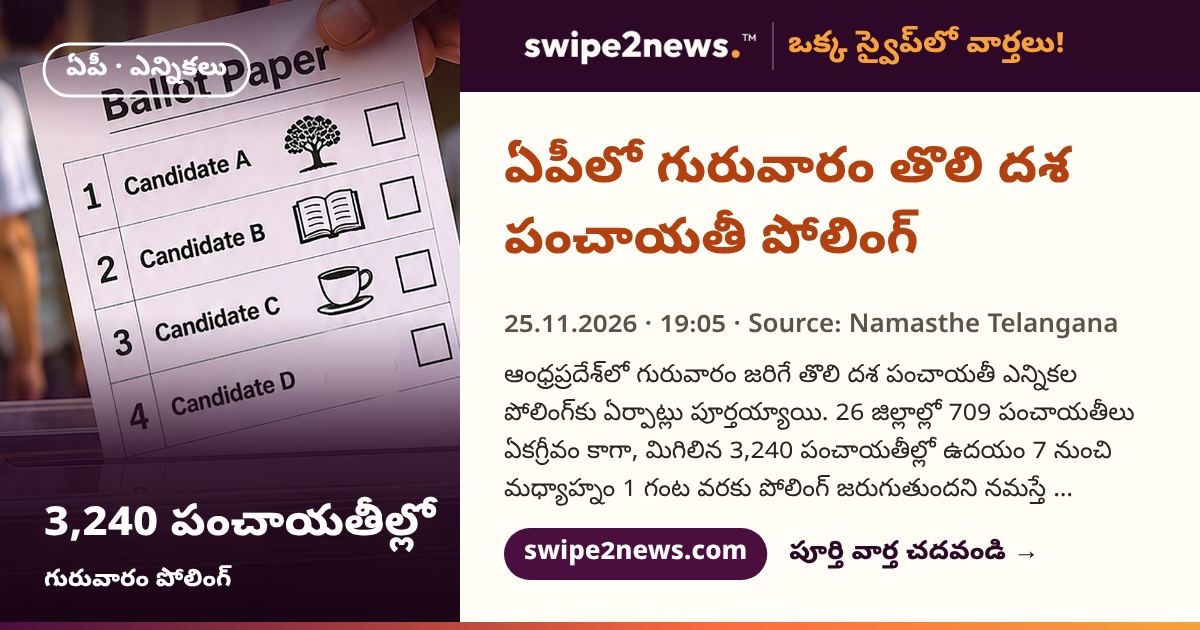 ఏపీ · ఎన్నికలు
Ballot Paper
1 Candidate A
2 Candidate B
3 Candidate C
4 Candidate D
3,240 పంచాయతీల్లో
గురువారం పోలింగ్
swipe2news.™ ఒక్క స్వైప్‌లో వార్తలు!
ఏపీలో గురువారం తొలి దశ
పంచాయతీ పోలింగ్
25.11.2026 · 19:05 · Source: Namasthe Telangana
ఆంధ్రప్రదేశ్‌లో గురువారం జరిగే తొలి దశ పంచాయతీ ఎన్నికల
పోలింగ్‌కు ఏర్పాట్లు పూర్తయ్యాయి. 26 జిల్లాల్లో 709 పంచాయతీలు
ఏకగ్రీవం కాగా, మిగిలిన 3,240 పంచాయతీల్లో ఉదయం 7 నుంచి
మధ్యాహ్నం 1 గంట వరకు పోలింగ్ జరుగుతుందని నమస్తే ...
swipe2news.com పూర్తి వార్త చదవండి →